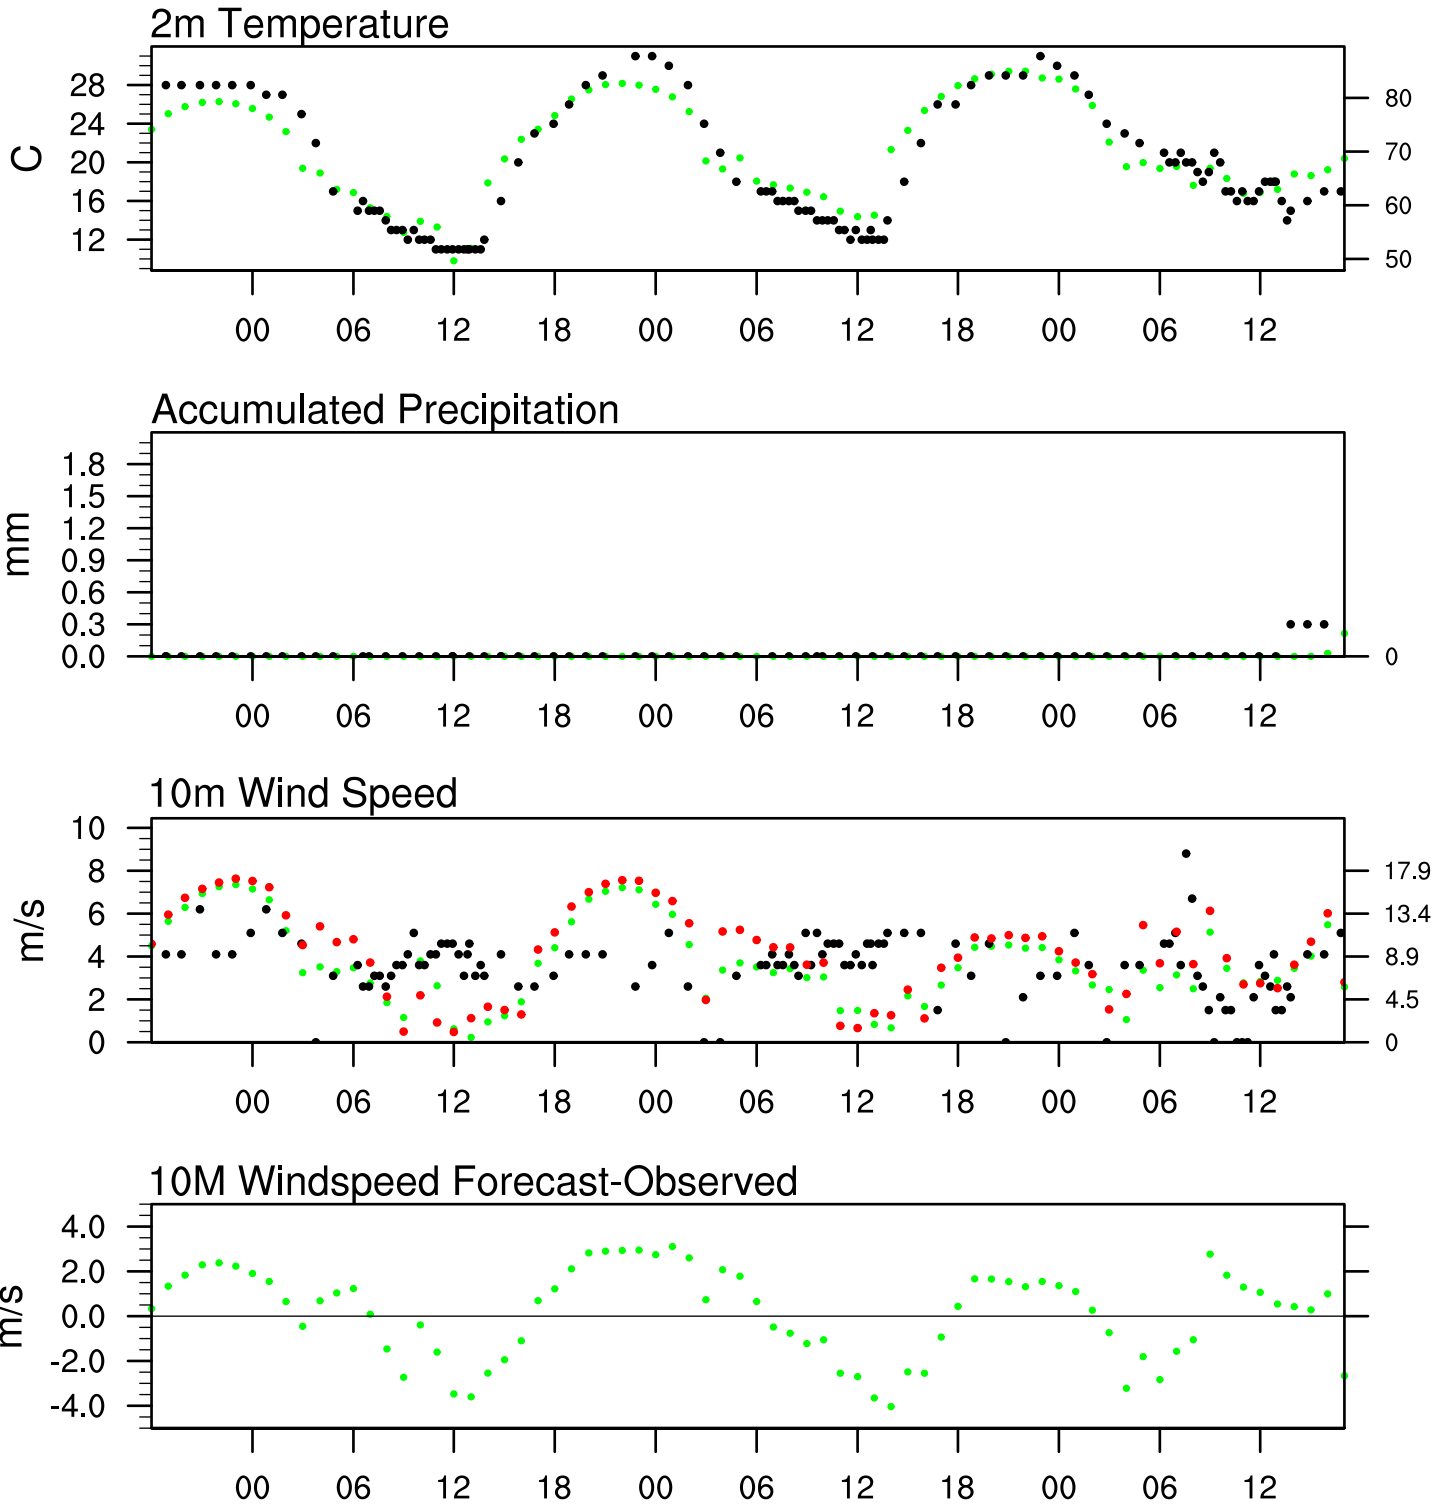 2m Temperature
C
28
24
20
16
12
80
70
60
50
00 06 12 18 00 06 12 18 00 06 12
Accumulated Precipitation
mm
1.8
1.5
1.2
0.9
0.6
0.3
0.0
0
00 06 12 18 00 06 12 18 00 06 12
10m Wind Speed
m/s
10
8
6
4
2
0
17.9
13.4
8.9
4.5
0
00 06 12 18 00 06 12 18 00 06 12
10M Windspeed Forecast-Observed
m/s
4.0
2.0
0.0
-2.0
-4.0
00 06 12 18 00 06 12 18 00 06 12